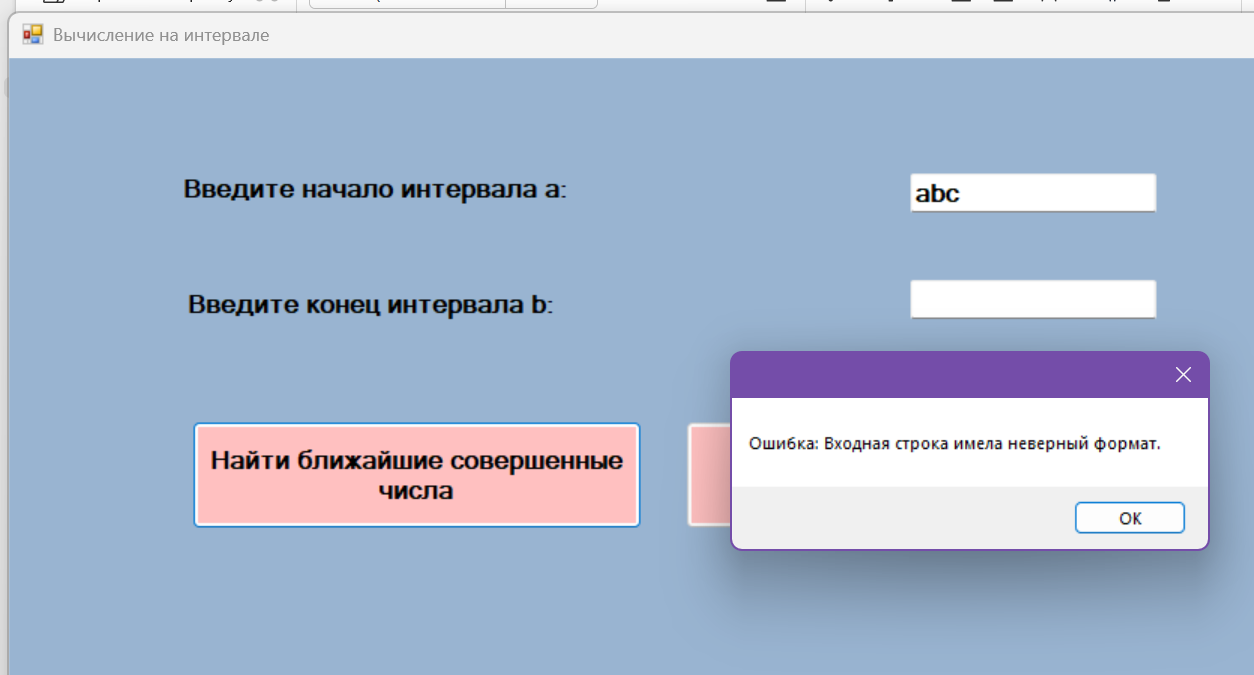 Вычисление на интервале
Введите начало интервала a:
abc
Введите конец интервала b:
Найти ближайшие совершенные
числа
Ошибка: Входная строка имела неверный формат.
ОК